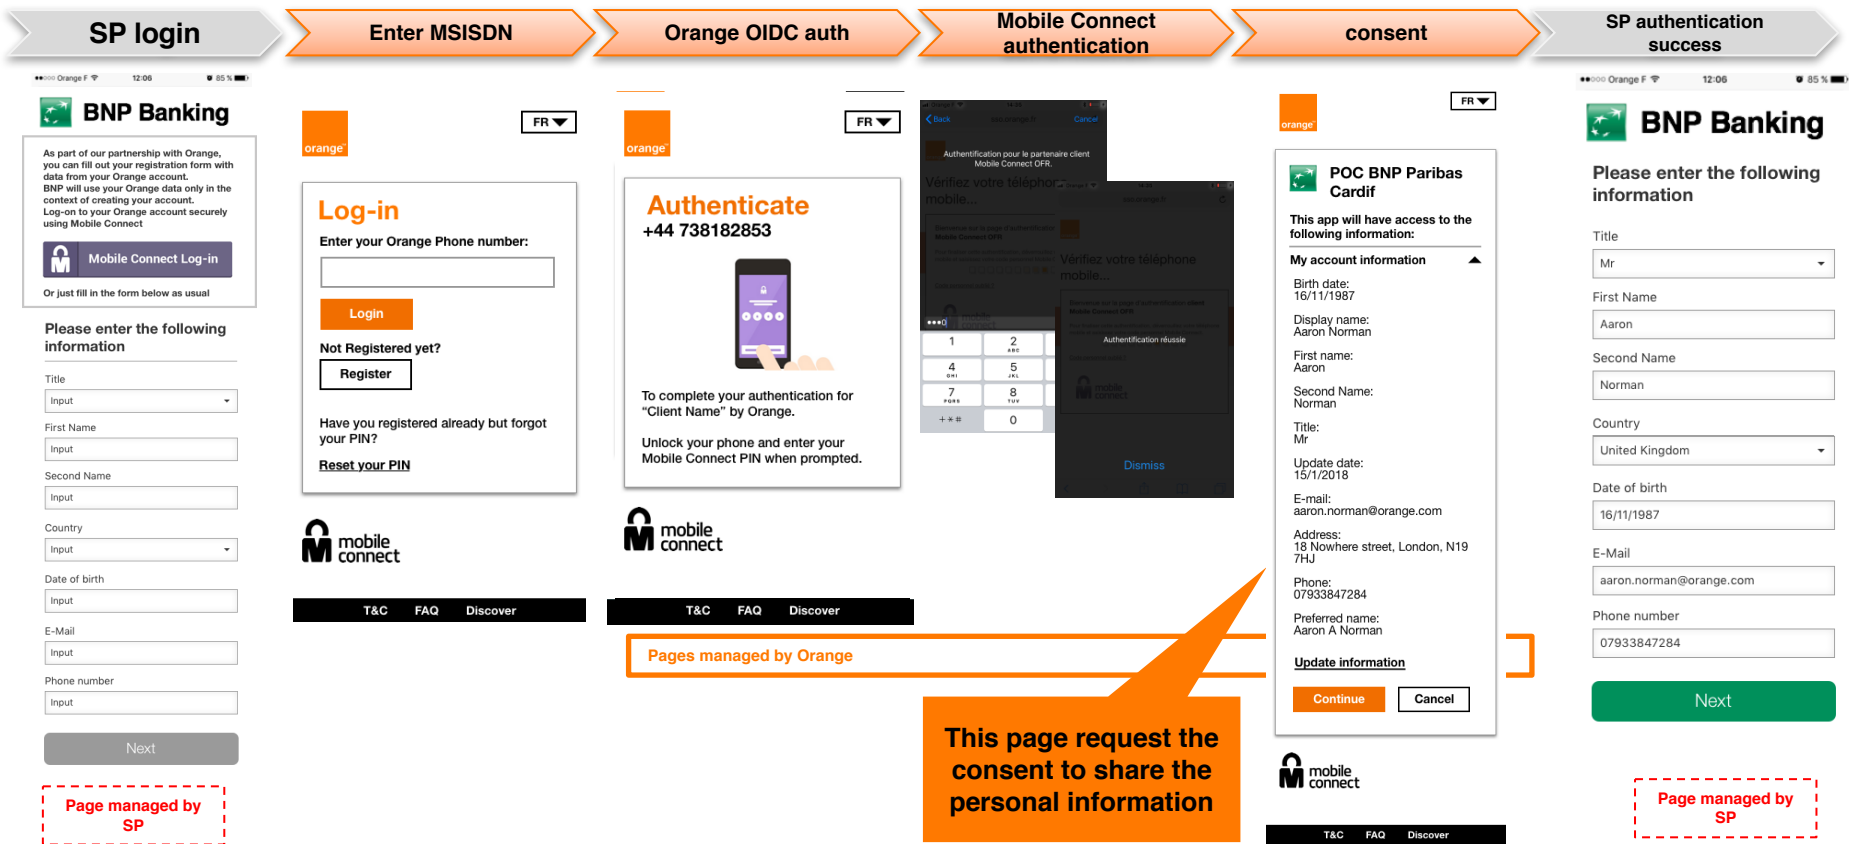 SP login
Enter MSISDN
Orange OIDC auth
Mobile Connect
authentication
consent
SP authentication
success
Orange F
12:06
85 %
BNP Banking
As part of our partnership with Orange,
you can fill out your registration form with
data from your Orange account.
BNP will use your Orange data only in the
context of creating your account.
Log-on to your Orange account securely
using Mobile Connect
Mobile Connect Log-in
Or just fill in the form below as usual
Please enter the following
information
Title
Input
First Name
Input
Second Name
Input
Country
Input
Date of birth
Input
E-Mail
Input
Phone number
Input
Next
Page managed by
SP
orange
FR
Log-in
Enter your Orange Phone number:
Login
Not Registered yet?
Register
Have you registered already but forgot
your PIN?
Reset your PIN
mobile
connect
T&C FAQ Discover
orange
FR
Authenticate
+44 738182853
To complete your authentication for
“Client Name” by Orange.
Unlock your phone and enter your
Mobile Connect PIN when prompted.
mobile
connect
T&C FAQ Discover
Pages managed by Orange
Back
Cancel
Authentification pour le partenaire client
Mobile Connect OFR.
Vérifiez votre téléphone
mobile...
1
2
ABC
4
GHI
5
JKL
7
PQRS
8
TUV
+*#
0
Vérifiez votre téléphone
mobile...
Authentification réussie
mobile
connect
Dismiss
This page request the
consent to share the
personal information
orange
FR
POC BNP Paribas
Cardif
This app will have access to the
following information:
My account information
Birth date:
16/11/1987
Display name:
Aaron Norman
First name:
Aaron
Second Name:
Norman
Title:
Mr
Update date:
15/1/2018
E-mail:
aaron.norman@orange.com
Address:
18 Nowhere street, London, N19
7HJ
Phone:
07933847284
Preferred name:
Aaron A Norman
Update information
Continue
Cancel
mobile
connect
T&C FAQ Discover
Orange F
12:06
85 %
BNP Banking
Please enter the following
information
Title
Mr
First Name
Aaron
Second Name
Norman
Country
United Kingdom
Date of birth
16/11/1987
E-Mail
aaron.norman@orange.com
Phone number
07933847284
Next
Page managed by
SP